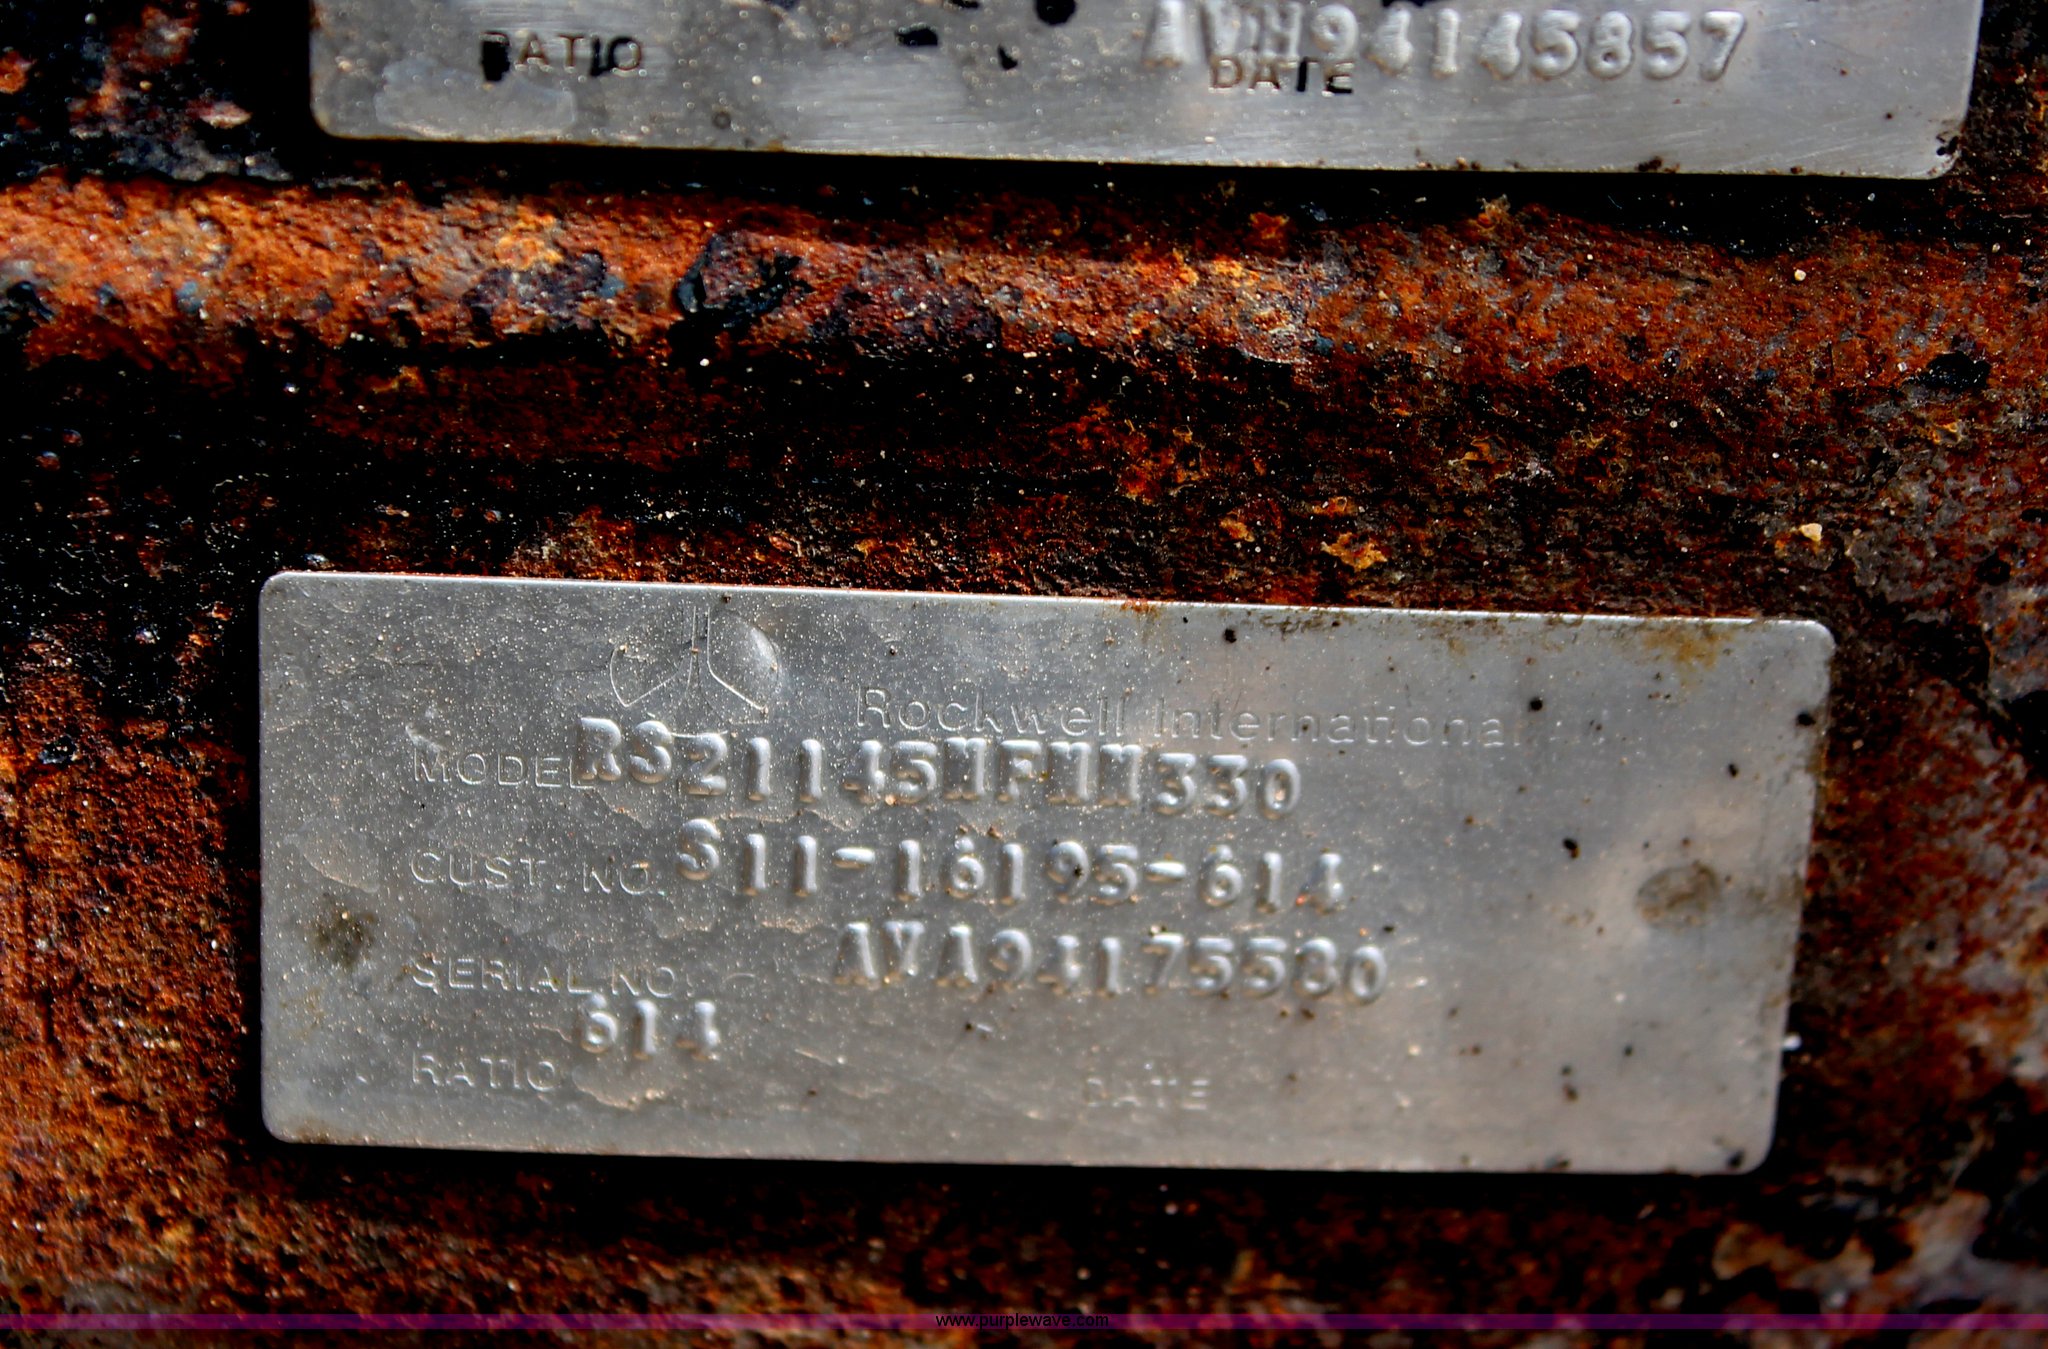 AVH94145857
RATIO DATE
Rockwell International
MODEL RS21145NFNN330
CUST. NO. S11-16195-614
SERIAL NO. AVA94175530
614
RATIO DATE
www.purplewave.com